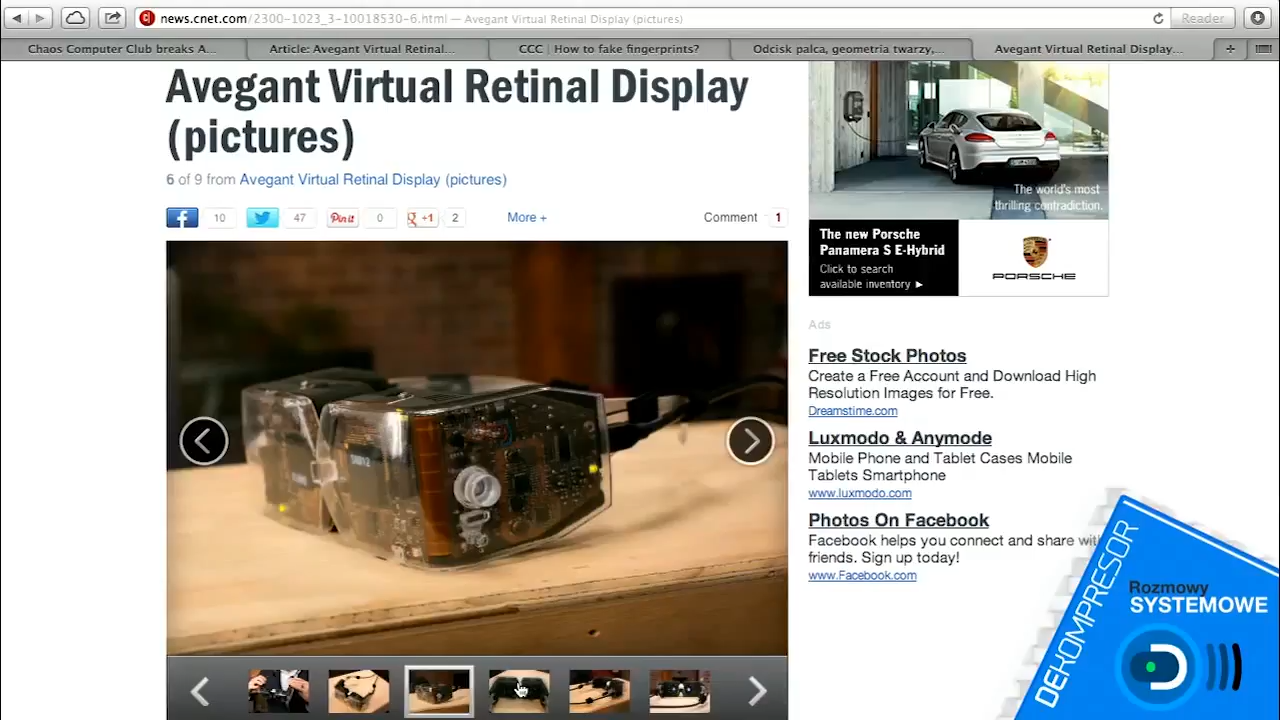 news.cnet.com/2300-1023_3-10018530-6.html — Avegant Virtual Retinal Display (pictures)
Reader
Chaos Computer Club breaks A...
Article: Avegant Virtual Retinal...
CCC | How to fake fingerprints?
Odcisk palca, geometria twarzy,...
Avegant Virtual Retinal Display...
Avegant Virtual Retinal Display
(pictures)
6 of 9 from Avegant Virtual Retinal Display (pictures)
10
47
Pin it
0
g +1
2
More +
Comment
1
The world's most
thrilling contradiction.
The new Porsche
Panamera S E-Hybrid
Click to search
available inventory ►
PORSCHE
Ads
Free Stock Photos
Create a Free Account and Download High
Resolution Images for Free.
Dreamstime.com
Luxmodo & Anymode
Mobile Phone and Tablet Cases Mobile
Tablets Smartphone
www.luxmodo.com
Photos On Facebook
Facebook helps you connect and share with
friends. Sign up today!
www.Facebook.com
DEKOMPRESOR
Rozmowy
SYSTEMOWE